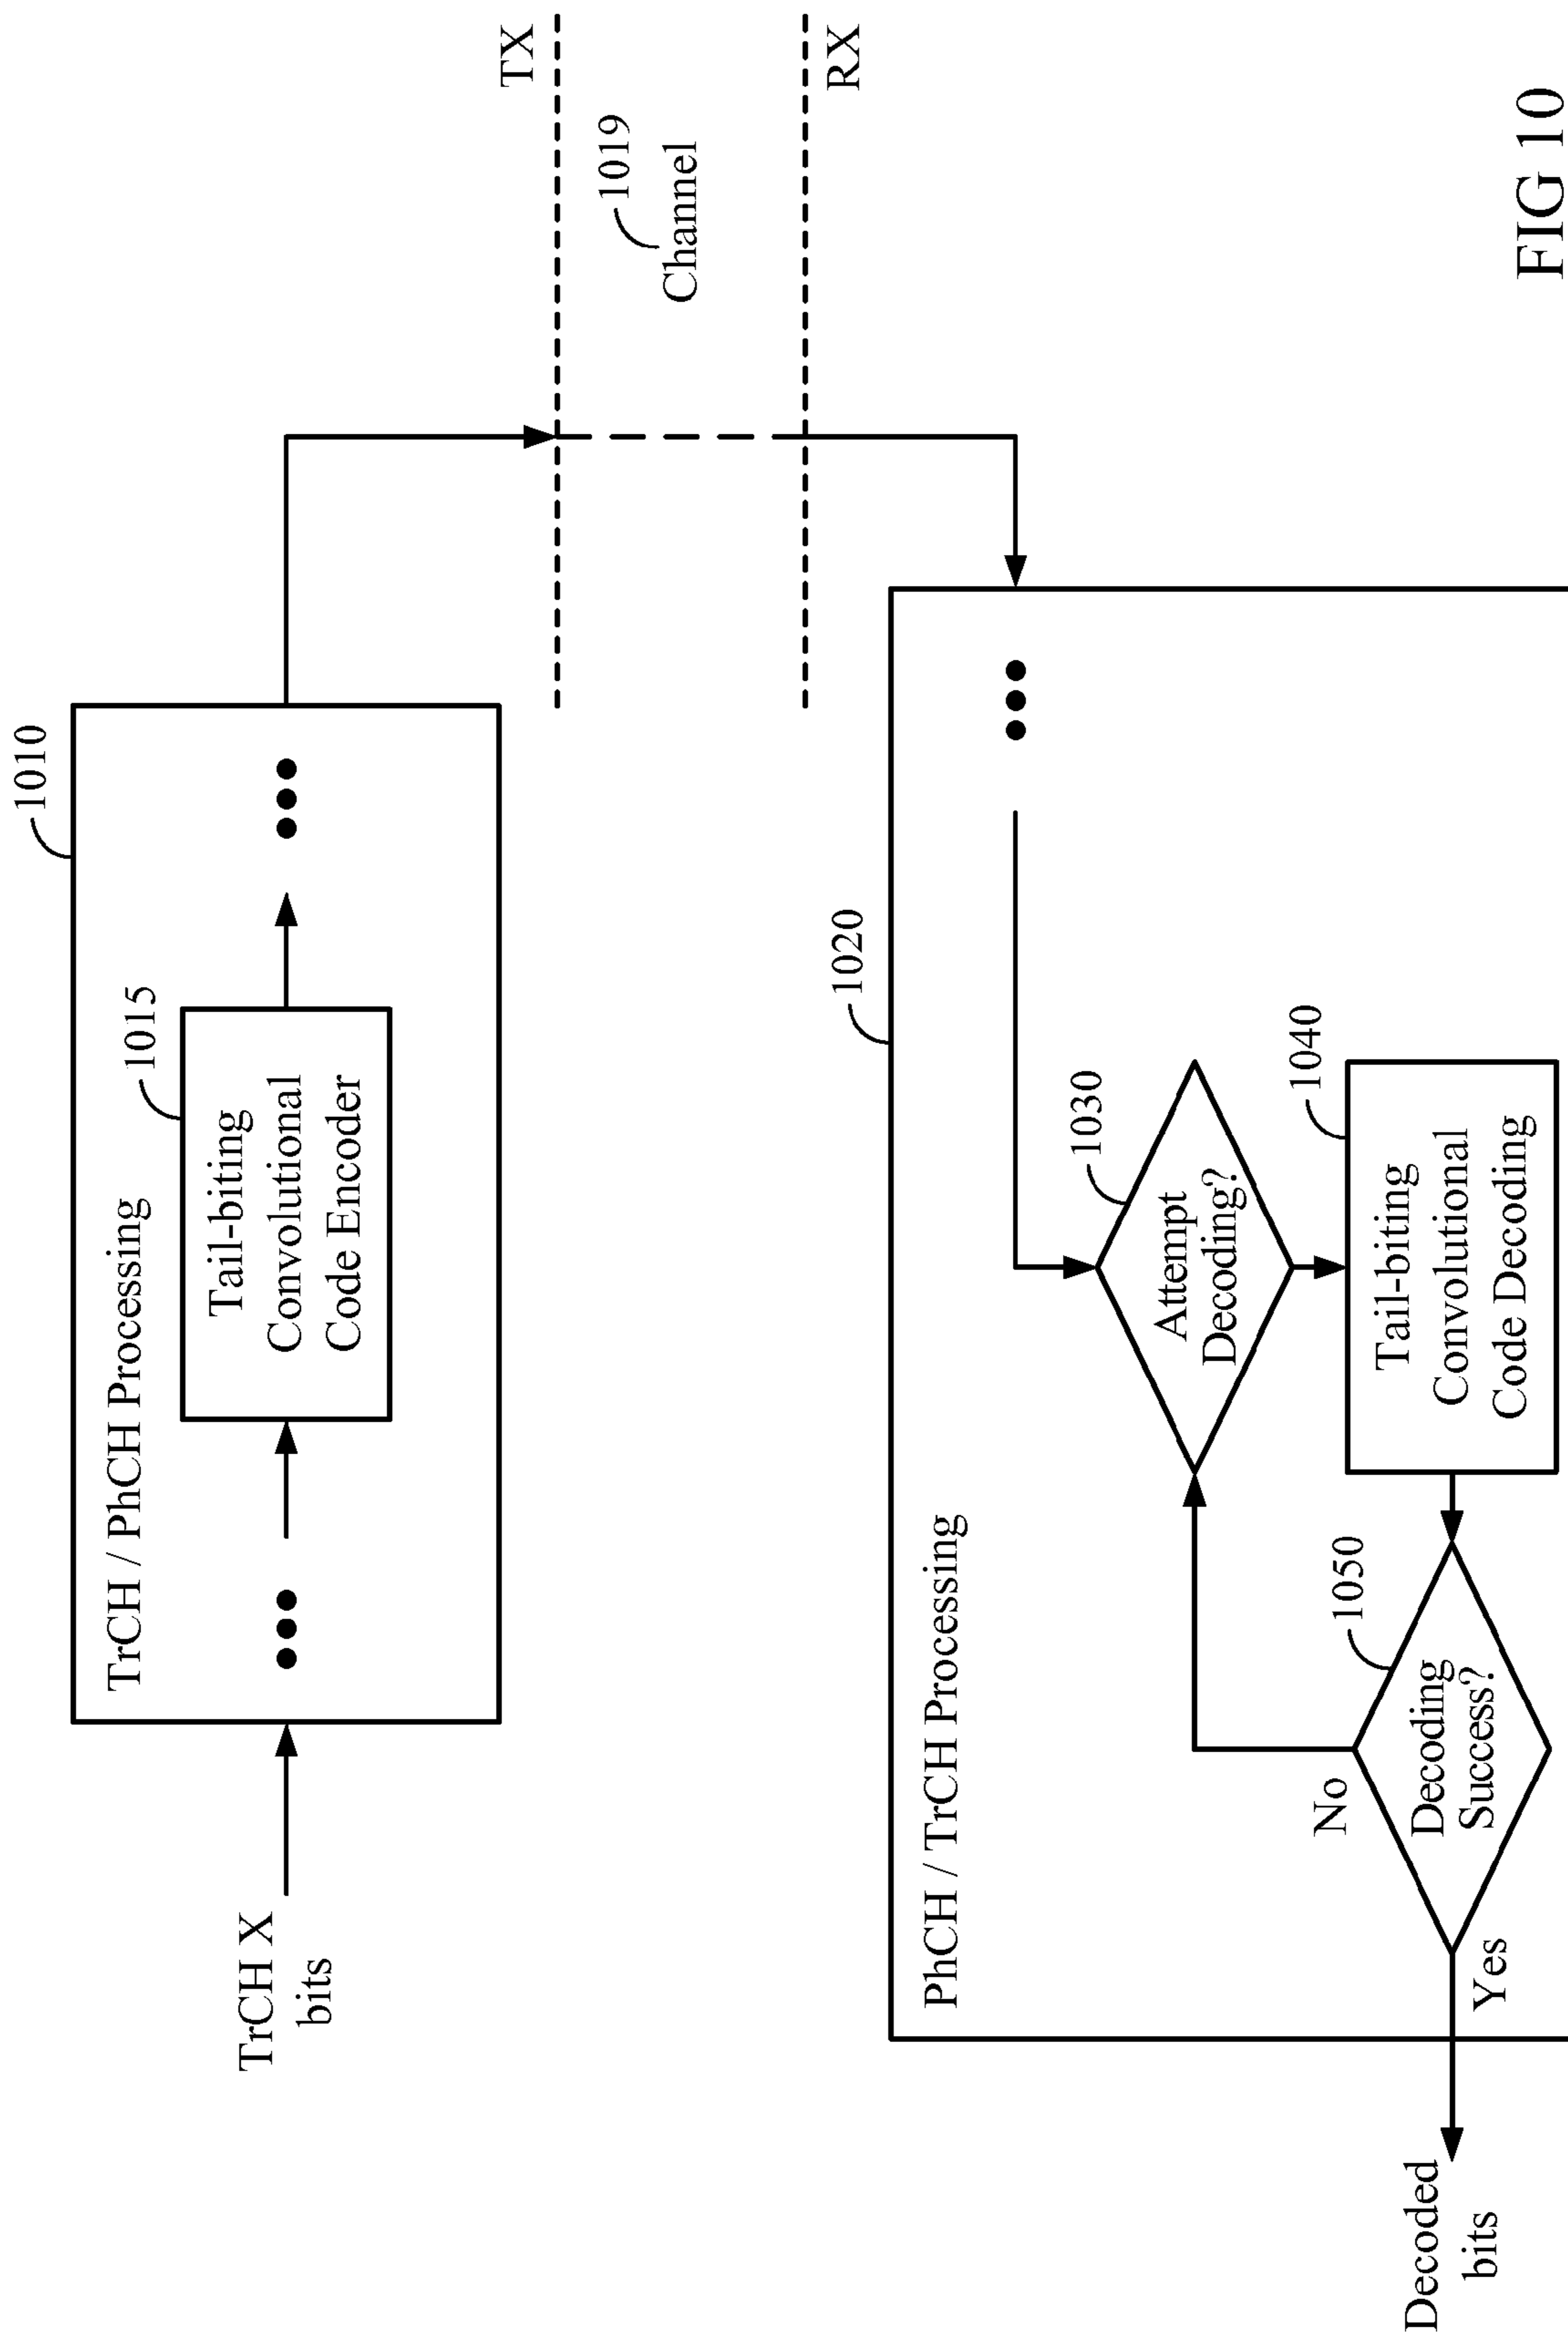 1010
TrCH / PhCH Processing
1015
TrCH X
bits
Tail-biting
Convolutional
Code Encoder
TX
1019
Channel
RX
1020
PhCH / TrCH Processing
1030
Attempt
Decoding?
1040
Tail-biting
Convolutional
Code Decoding
1050
No
Decoding
Success?
Yes
Decoded
bits
FIG 10